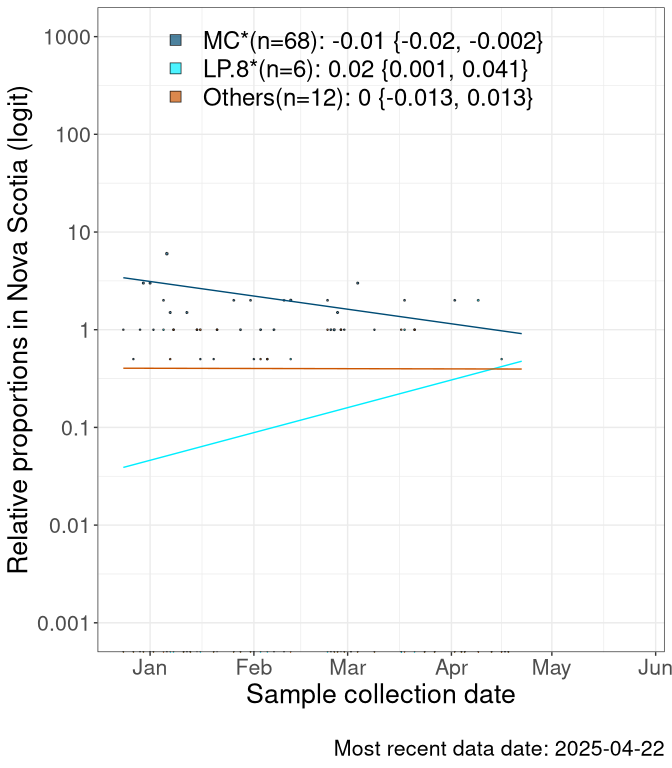 MC*(n=68): -0.01 {-0.02, -0.002}
LP.8*(n=6): 0.02 {0.001, 0.041}
Others(n=12): 0 {-0.013, 0.013}
Relative proportions in Nova Scotia (logit)
1000
100
10
1
0.1
0.01
0.001
Jan Feb Mar Apr May Jun
Sample collection date
Most recent data date: 2025-04-22